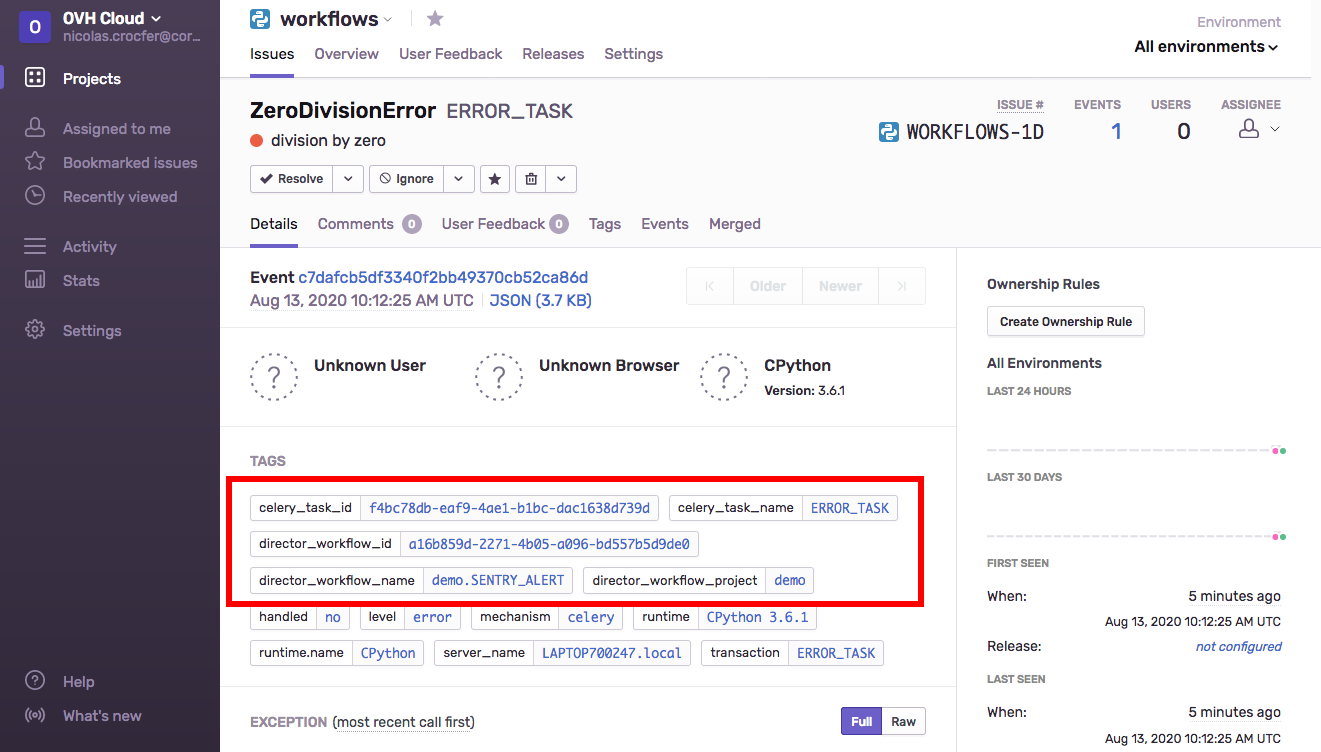 O
OVH Cloud
nicolas.crocfer@cor...
Projects
Assigned to me
Bookmarked issues
Recently viewed
Activity
Stats
Settings
Help
What's new
workflows
Environment
All environments
Issues Overview User Feedback Releases Settings
ZeroDivisionError ERROR_TASK
division by zero
ISSUE # EVENTS USERS ASSIGNEE
WORKFLOWS-1D 1 0
Resolve Ignore
Details Comments 0 User Feedback 0 Tags Events Merged
Event c7dafcb5df3340f2bb49370cb52ca86d
Aug 13, 2020 10:12:25 AM UTC JSON (3.7 KB)
Older Newer
? Unknown User ? Unknown Browser ? CPython
Version: 3.6.1
TAGS
celery_task_id f4bc78db-eaf9-4ae1-b1bc-dac1638d739d celery_task_name ERROR_TASK
director_workflow_id a16b859d-2271-4b05-a096-bd557b5d9de0
director_workflow_name demo.SENTRY_ALERT director_workflow_project demo
handled no level error mechanism celery runtime CPython 3.6.1
runtime.name CPython server_name LAPTOP700247.local transaction ERROR_TASK
EXCEPTION (most recent call first)
Full Raw
Ownership Rules
Create Ownership Rule
All Environments
LAST 24 HOURS
LAST 30 DAYS
FIRST SEEN
When: 5 minutes ago
Aug 13, 2020 10:12:25 AM UTC
Release: not configured
LAST SEEN
When: 5 minutes ago
Aug 13, 2020 10:12:25 AM UTC